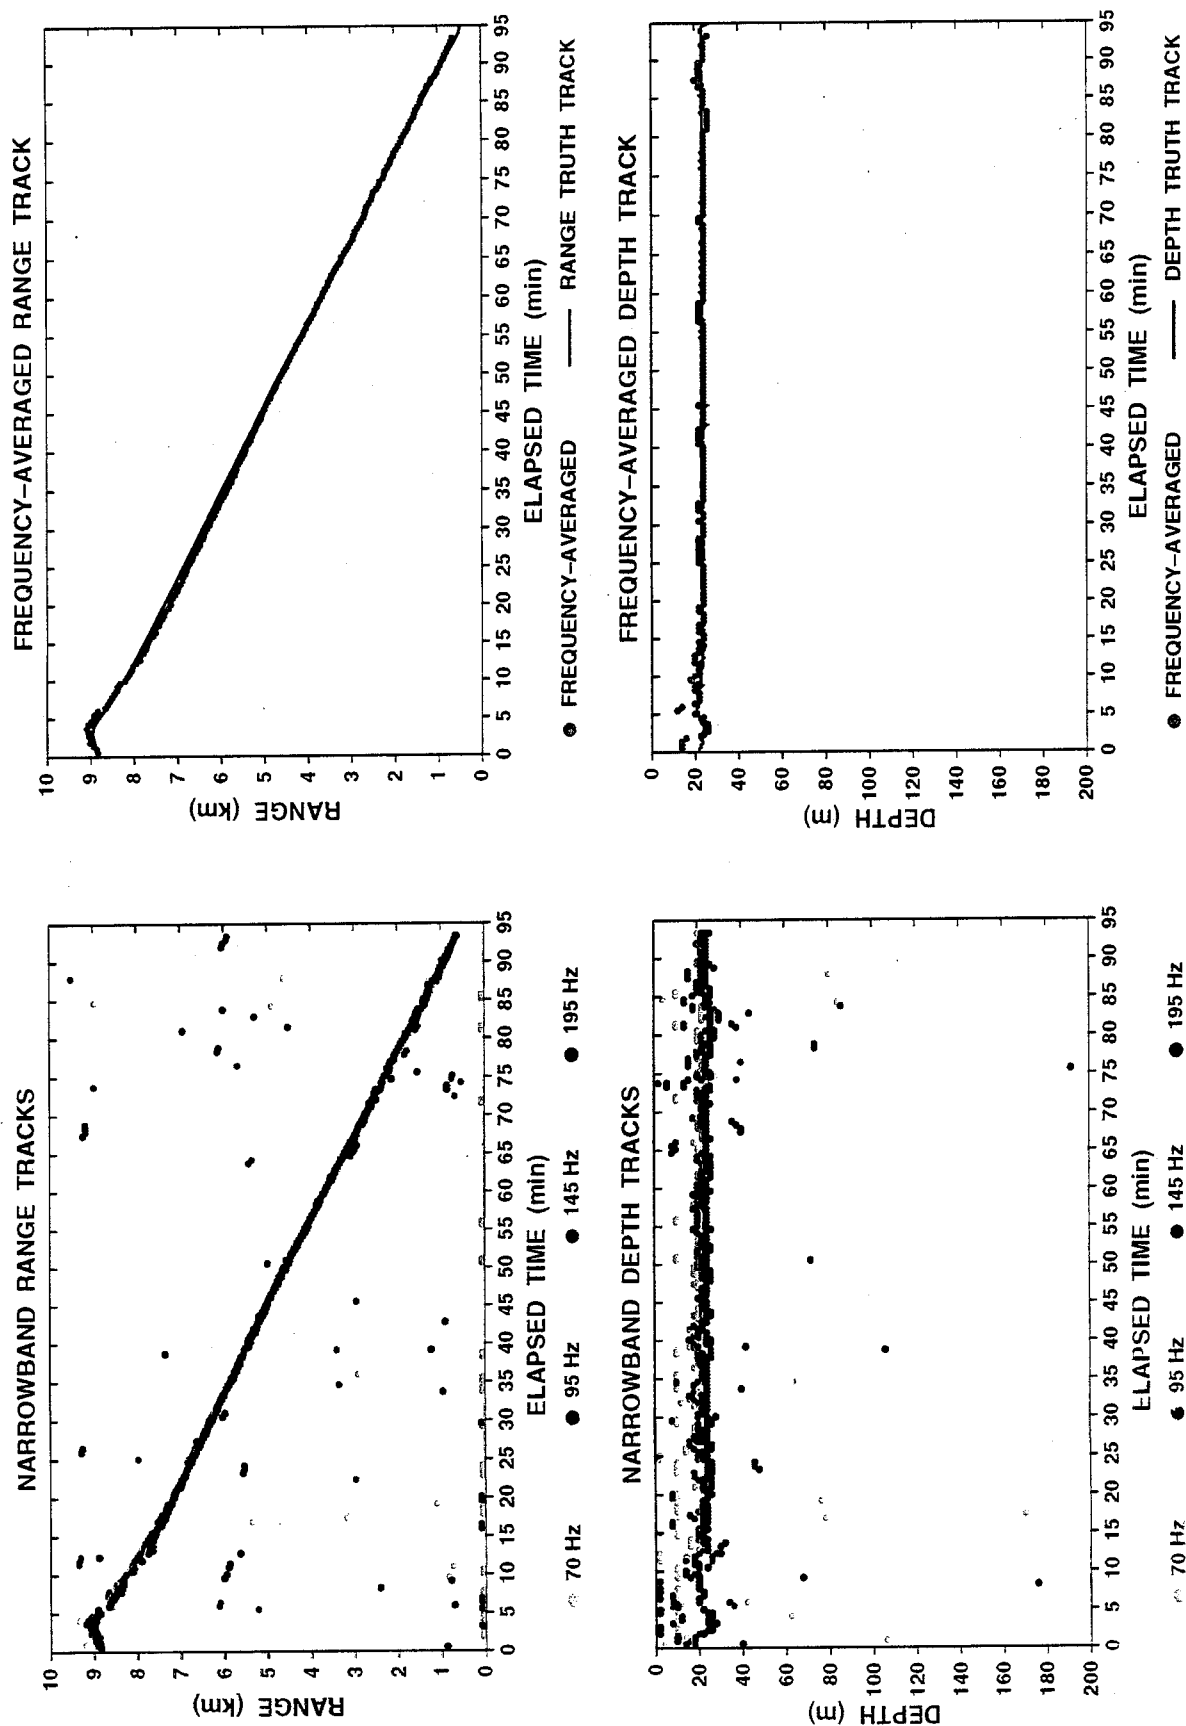 NARROWBAND RANGE TRACKS
RANGE (km)
10 9 8 7 6 5 4 3 2 1 0
0 5 10 15 20 25 30 35 40 45 50 55 60 65 70 75 80 85 90 95
ELAPSED TIME (min)
70 Hz 95 Hz 145 Hz 195 Hz
FREQUENCY-AVERAGED RANGE TRACK
RANGE (km)
10 9 8 7 6 5 4 3 2 1 0
0 5 10 15 20 25 30 35 40 45 50 55 60 65 70 75 80 85 90 95
ELAPSED TIME (min)
FREQUENCY-AVERAGED RANGE TRUTH TRACK
NARROWBAND DEPTH TRACKS
DEPTH (m)
0 20 40 60 80 100 120 140 160 180 200
0 5 10 15 20 25 30 35 40 45 50 55 60 65 70 75 80 85 90 95
ELAPSED TIME (min)
70 Hz 95 Hz 145 Hz 195 Hz
FREQUENCY-AVERAGED DEPTH TRACK
DEPTH (m)
0 20 40 60 80 100 120 140 160 180 200
0 5 10 15 20 25 30 35 40 45 50 55 60 65 70 75 80 85 90 95
ELAPSED TIME (min)
FREQUENCY-AVERAGED DEPTH TRUTH TRACK